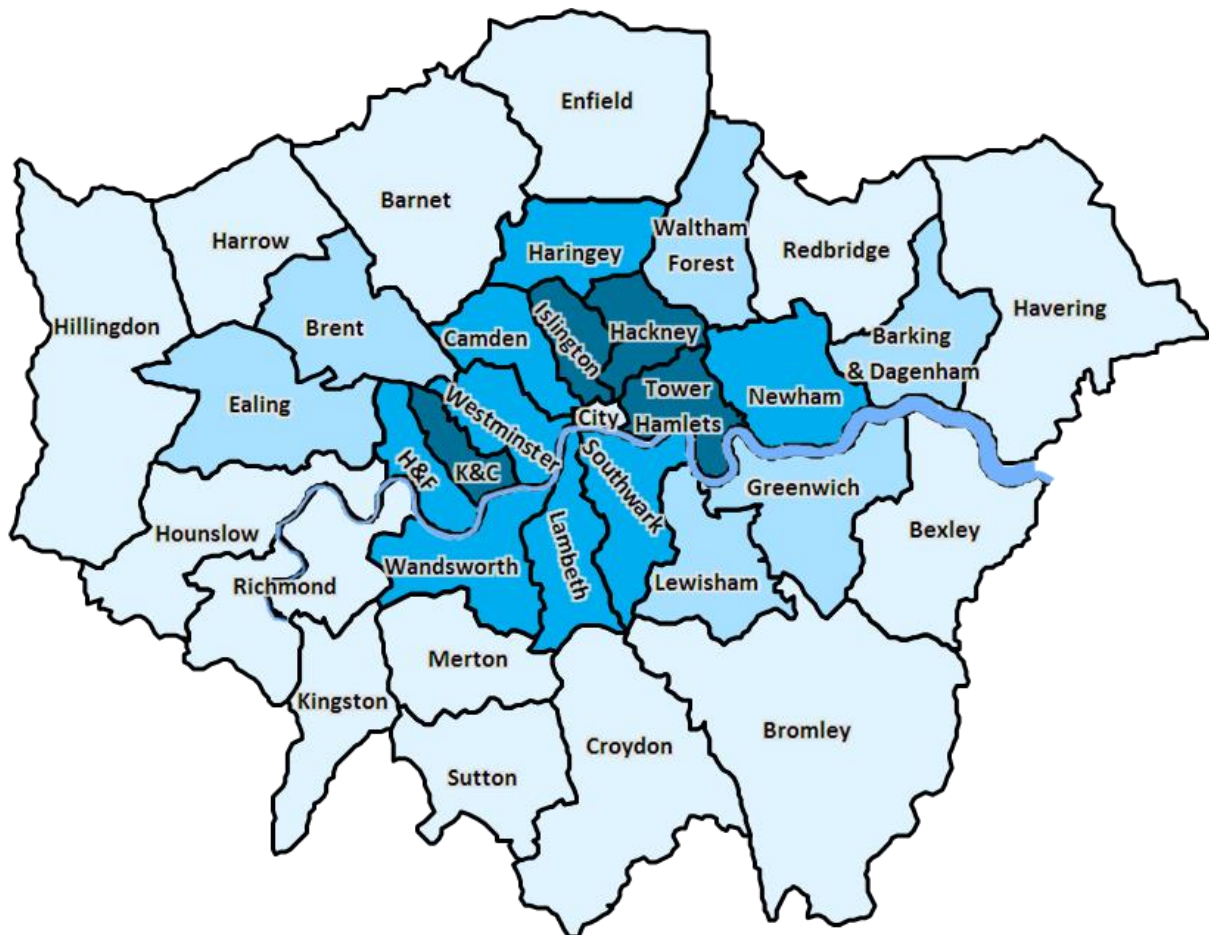 Enfield
Barnet
Harrow
Haringey
Waltham
Forest
Redbridge
Havering
Hillingdon
Brent
Camden
Islington
Hackney
Barking
& Dagenham
Ealing
Westminster
City
Tower
Hamlets
Newham
H&F
K&C
Southwark
Greenwich
Hounslow
Bexley
Richmond
Wandsworth
Lambeth
Lewisham
Merton
Kingston
Bromley
Croydon
Sutton